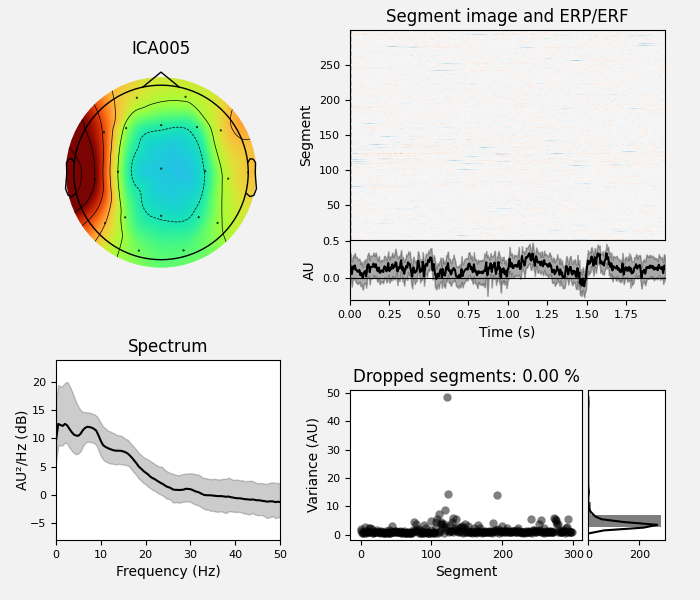 ICA005
Segment image and ERP/ERF
Segment
250
200
150
100
50
AU
0.5
0.0
0.00 0.25 0.50 0.75 1.00 1.25 1.50 1.75
Time (s)
Spectrum
AU²/Hz (dB)
20
15
10
5
0
−5
0 10 20 30 40 50
Frequency (Hz)
Dropped segments: 0.00 %
Variance (AU)
50
40
30
20
10
0
0 100 200 300
Segment
0 200